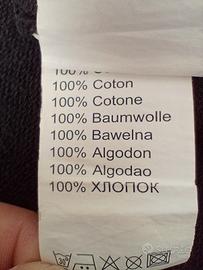 100% Coton
100% Cotone
100% Baumwolle
100% Bawelna
100% Algodon
100% Algodao
100% ХЛОПОК